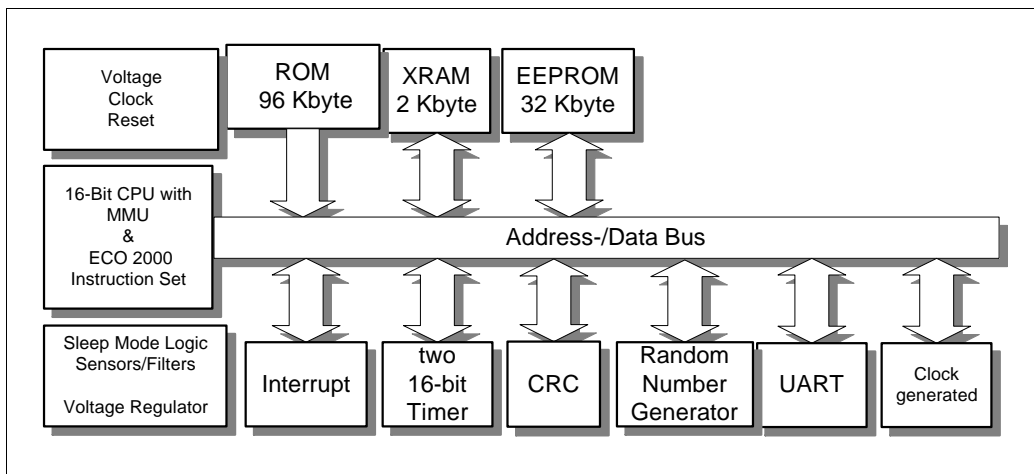 Voltage
Clock
Reset
ROM
96 Kbyte
XRAM
2 Kbyte
EEPROM
32 Kbyte
16-Bit CPU with
MMU
&
ECO 2000
Instruction Set
Address-/Data Bus
Sleep Mode Logic
Sensors/Filters
Voltage Regulator
Interrupt
two
16-bit
Timer
CRC
Random
Number
Generator
UART
Clock
generated